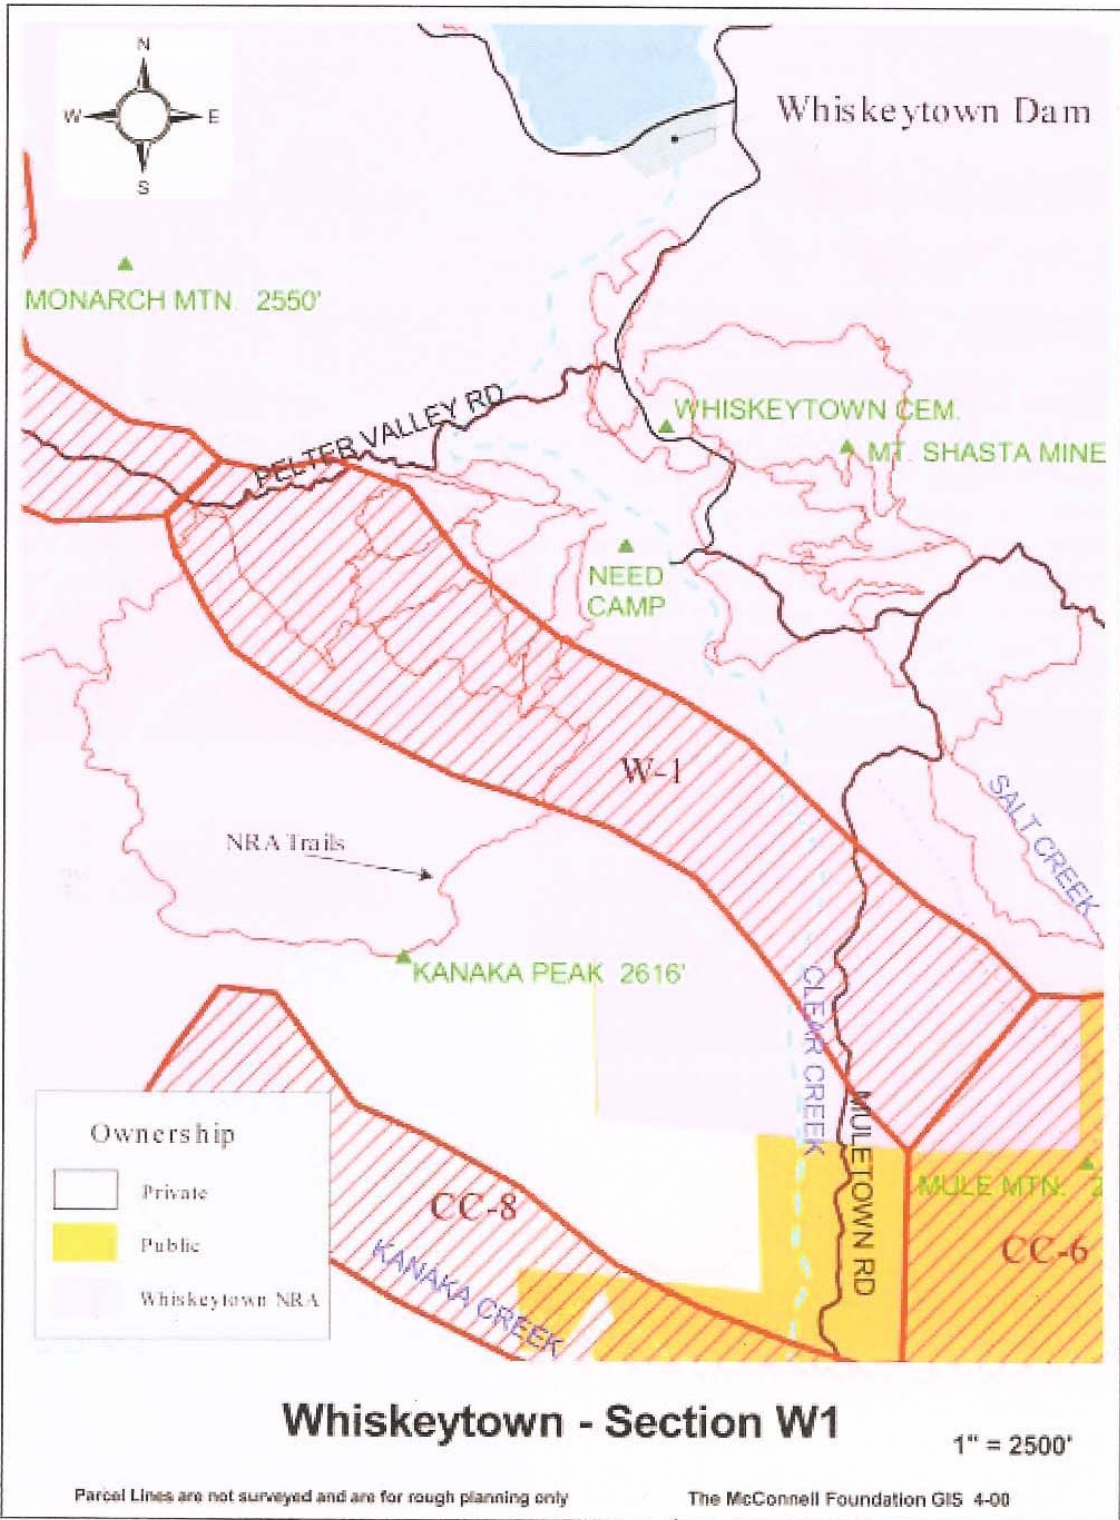 N
W E
S
Whiskeytown Dam
MONARCH MTN. 2550'
PELTER VALLEY RD
WHISKEYTOWN CEM.
MT. SHASTA MINE
NEED
CAMP
W-1
SALT CREEK
NRA Trails
KANAKA PEAK 2616'
CLEAR CREEK
MULETOWN RD
MULE MTN. 2
CC-6
CC-8
KANAKA CREEK
Ownership
Private
Public
Whiskeytown NRA
Whiskeytown - Section W1
1" = 2500'
Parcel Lines are not surveyed and are for rough planning only
The McConnell Foundation GIS 4-00